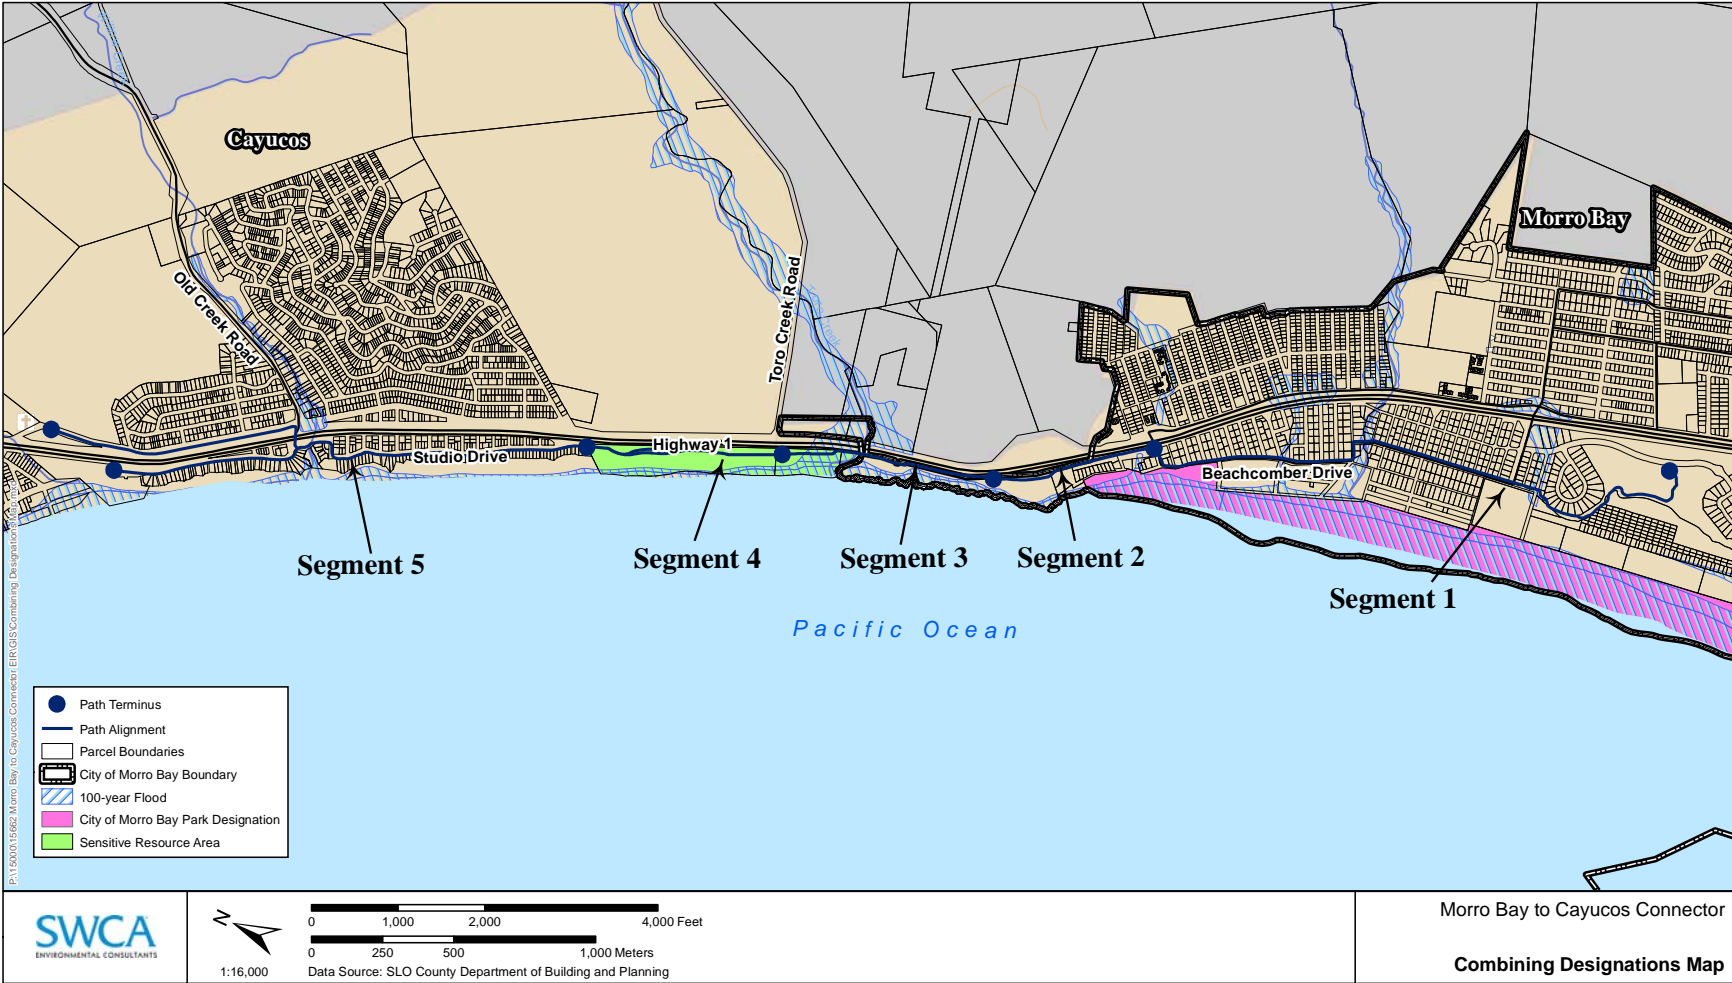 Cayucos
Morro Bay
Old Creek Road
Toro Creek Road
Highway 1
Studio Drive
Beachcomber Drive
Segment 5
Segment 4
Segment 3
Segment 2
Segment 1
Pacific Ocean
Path Terminus
Path Alignment
Parcel Boundaries
City of Morro Bay Boundary
100-year Flood
City of Morro Bay Park Designation
Sensitive Resource Area
SWCA
ENVIRONMENTAL CONSULTANTS
N
1:16,000
0 1,000 2,000 4,000 Feet
0 250 500 1,000 Meters
Data Source: SLO County Department of Building and Planning
Morro Bay to Cayucos Connector
Combining Designations Map